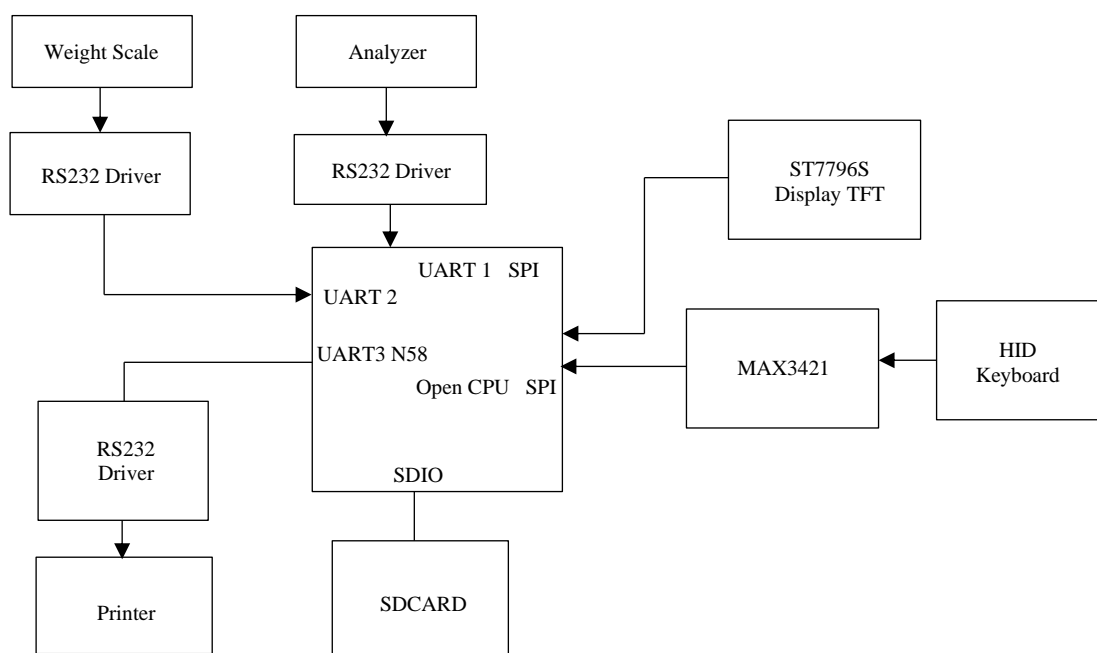 Weight Scale
Analyzer
RS232 Driver
RS232 Driver
ST7796S
Display TFT
UART 1 SPI
UART 2
UART3 N58
Open CPU SPI
SDIO
MAX3421
HID
Keyboard
RS232
Driver
Printer
SDCARD